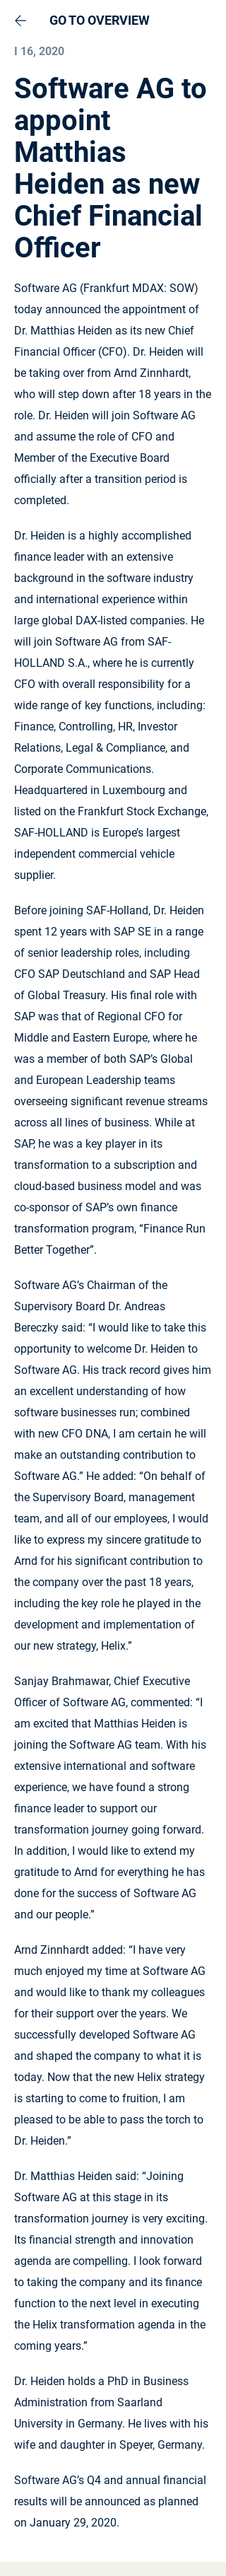 GO TO OVERVIEW
I 16, 2020
Software AG to
appoint
Matthias
Heiden as new
Chief Financial
Officer
Software AG (Frankfurt MDAX: SOW)
today announced the appointment of
Dr. Matthias Heiden as its new Chief
Financial Officer (CFO). Dr. Heiden will
be taking over from Arnd Zinnhardt,
who will step down after 18 years in the
role. Dr. Heiden will join Software AG
and assume the role of CFO and
Member of the Executive Board
officially after a transition period is
completed.
Dr. Heiden is a highly accomplished
finance leader with an extensive
background in the software industry
and international experience within
large global DAX-listed companies. He
will join Software AG from SAF-
HOLLAND S.A., where he is currently
CFO with overall responsibility for a
wide range of key functions, including:
Finance, Controlling, HR, Investor
Relations, Legal & Compliance, and
Corporate Communications.
Headquartered in Luxembourg and
listed on the Frankfurt Stock Exchange,
SAF-HOLLAND is Europe’s largest
independent commercial vehicle
supplier.
Before joining SAF-Holland, Dr. Heiden
spent 12 years with SAP SE in a range
of senior leadership roles, including
CFO SAP Deutschland and SAP Head
of Global Treasury. His final role with
SAP was that of Regional CFO for
Middle and Eastern Europe, where he
was a member of both SAP’s Global
and European Leadership teams
overseeing significant revenue streams
across all lines of business. While at
SAP, he was a key player in its
transformation to a subscription and
cloud-based business model and was
co-sponsor of SAP’s own finance
transformation program, “Finance Run
Better Together”.
Software AG’s Chairman of the
Supervisory Board Dr. Andreas
Bereczky said: “I would like to take this
opportunity to welcome Dr. Heiden to
Software AG. His track record gives him
an excellent understanding of how
software businesses run; combined
with new CFO DNA, I am certain he will
make an outstanding contribution to
Software AG.” He added: “On behalf of
the Supervisory Board, management
team, and all of our employees, I would
like to express my sincere gratitude to
Arnd for his significant contribution to
the company over the past 18 years,
including the key role he played in the
development and implementation of
our new strategy, Helix.”
Sanjay Brahmawar, Chief Executive
Officer of Software AG, commented: “I
am excited that Matthias Heiden is
joining the Software AG team. With his
extensive international and software
experience, we have found a strong
finance leader to support our
transformation journey going forward.
In addition, I would like to extend my
gratitude to Arnd for everything he has
done for the success of Software AG
and our people.”
Arnd Zinnhardt added: “I have very
much enjoyed my time at Software AG
and would like to thank my colleagues
for their support over the years. We
successfully developed Software AG
and shaped the company to what it is
today. Now that the new Helix strategy
is starting to come to fruition, I am
pleased to be able to pass the torch to
Dr. Heiden.”
Dr. Matthias Heiden said: “Joining
Software AG at this stage in its
transformation journey is very exciting.
Its financial strength and innovation
agenda are compelling. I look forward
to taking the company and its finance
function to the next level in executing
the Helix transformation agenda in the
coming years.”
Dr. Heiden holds a PhD in Business
Administration from Saarland
University in Germany. He lives with his
wife and daughter in Speyer, Germany.
Software AG’s Q4 and annual financial
results will be announced as planned
on January 29, 2020.